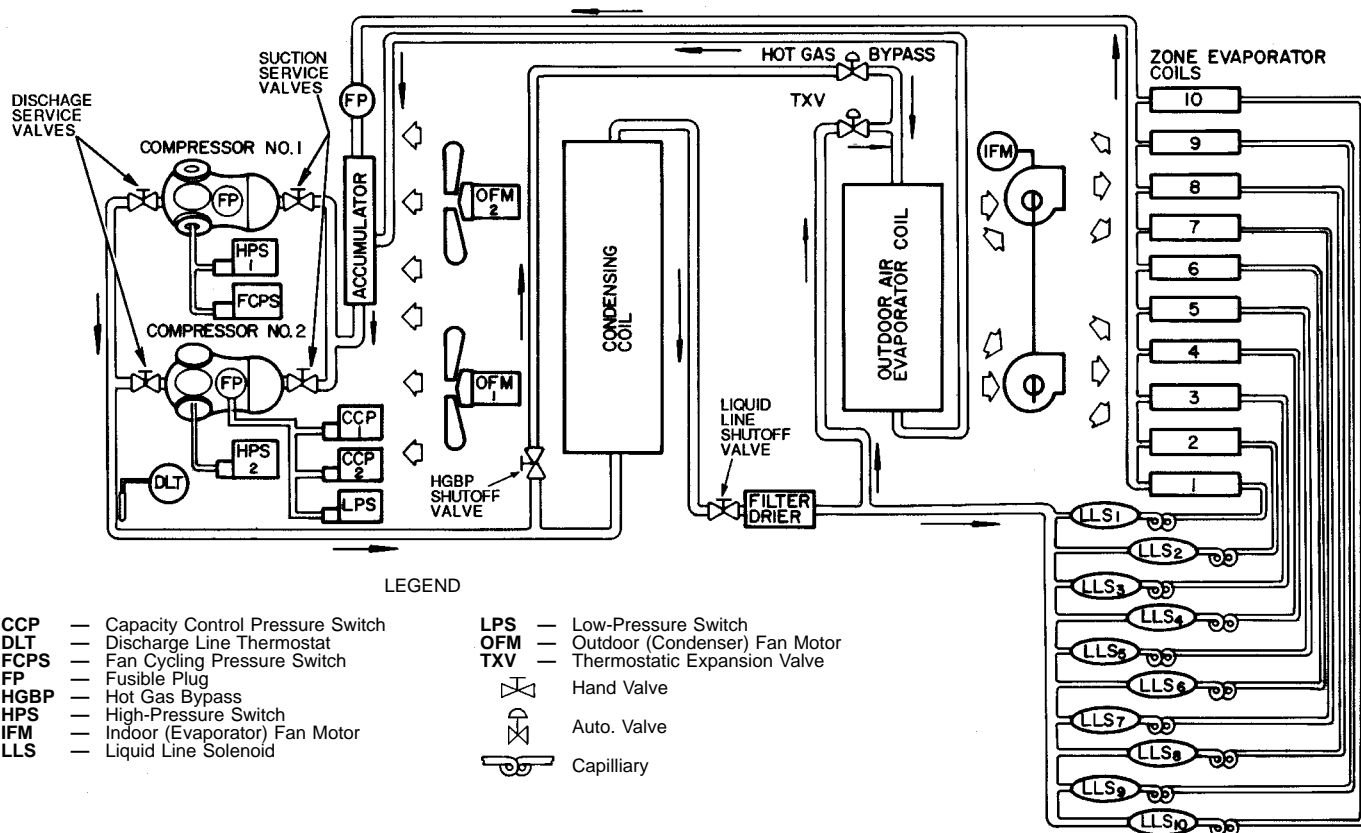 HOT GAS BYPASS
SUCTION
SERVICE
VALVES
DISCHAGE
SERVICE
VALVES
ZONE EVAPORATOR
COILS
FP
TXV
10
COMPRESSOR NO.1
IFM
9
FP
ACCUMULATOR
OFM
2
8
HPS
1
7
FCPS
6
CONDENSING
COIL
OUTDOOR AIR
EVAPORATOR COIL
5
COMPRESSOR NO.2
4
FP
OFM
1
3
CCP
1
LIQUID
LINE
SHUTOFF
VALVE
2
HPS
2
CCP
2
DLT
HGBP
SHUTOFF
VALVE
1
LPS
FILTER
DRIER
LLS1
LLS2
LLS3
LLS4
LLS5
LLS6
LLS7
LLS8
LLS9
LLS10
LEGEND
CCP — Capacity Control Pressure Switch
DLT — Discharge Line Thermostat
FCPS — Fan Cycling Pressure Switch
FP — Fusible Plug
HGBP — Hot Gas Bypass
HPS — High-Pressure Switch
IFM — Indoor (Evaporator) Fan Motor
LLS — Liquid Line Solenoid
LPS — Low-Pressure Switch
OFM — Outdoor (Condenser) Fan Motor
TXV — Thermostatic Expansion Valve
Hand Valve
Auto. Valve
Capilliary